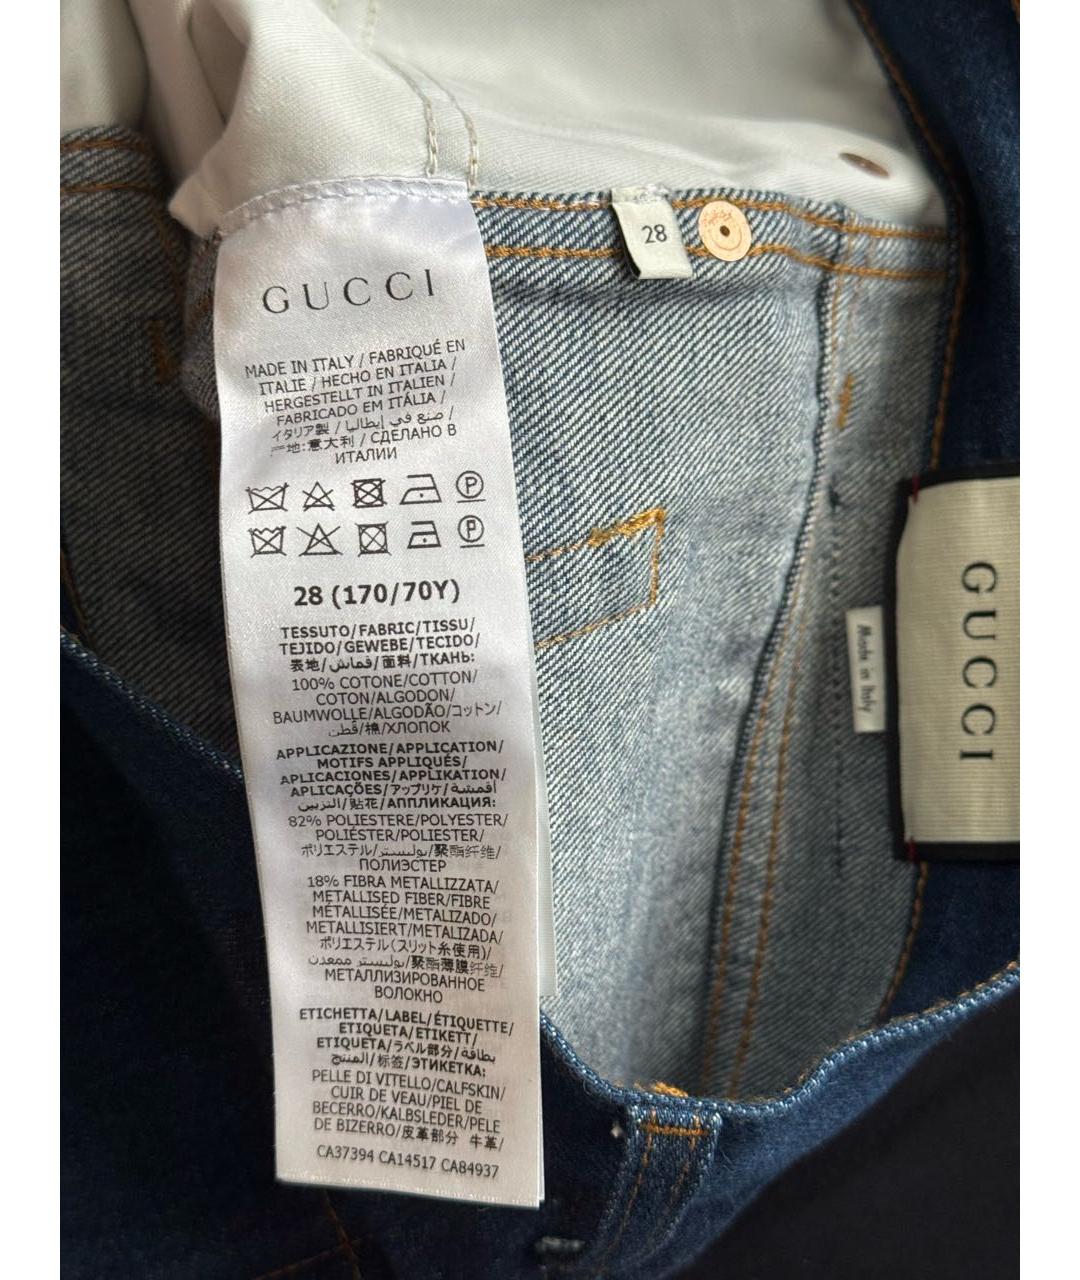 28
GUCCI
MADE IN ITALY / FABRIQUÉ EN
ITALIE / HECHO EN ITALIA /
HERGESTELLT IN ITALIEN /
FABRICADO EM ITÁLIA /
イタリア製 / صنع في إيطاليا /
产地:意大利 / СДЕЛАНО В
ИТАЛИИ
P
P
28 (170/70Y)
TESSUTO/FABRIC/TISSU/
TEJIDO/GEWEBE/TECIDO/
表地/قماش/面料/ТКАНЬ:
100% COTONE/COTTON/
COTON/ALGODON/
BAUMWOLLE/ALGODÃO/コットン/
قطن/棉/ХЛОПОК
APPLICAZIONE/APPLICATION/
MOTIFS APPLIQUÉS/
APLICACIONES/APPLIKATION/
APLICAÇÕES/アップリケ/أقمشة
التزيين/贴花/АППЛИКАЦИЯ:
82% POLIESTERE/POLYESTER/
POLIÉSTER/POLIESTER/
ポリエステル/بوليستر/聚酯纤维/
ПОЛИЭСТЕР
18% FIBRA METALLIZZATA/
METALLISED FIBER/FIBRE
MÉTALLISÉE/METALIZADO/
METALLISIERT/METALIZADA/
ポリエステル(スリット糸使用)/
بوليستر ممعدن/聚酯薄膜纤维/
МЕТАЛЛИЗИРОВАННОЕ
ВОЛОКНО
ETICHETTA/LABEL/ÉTIQUETTE/
ETIQUETA/ETIKETT/
ETIQUETA/ラベル部分/بطاقة
المنتج/标签/ЭТИКЕТКА:
PELLE DI VITELLO/CALFSKIN/
CUIR DE VEAU/PIEL DE
BECERRO/KALBSLEDER/PELE
DE BIZERRO/皮革部分 牛革/
CA37394 CA14517 CA84937
Made in Italy
GUCCI